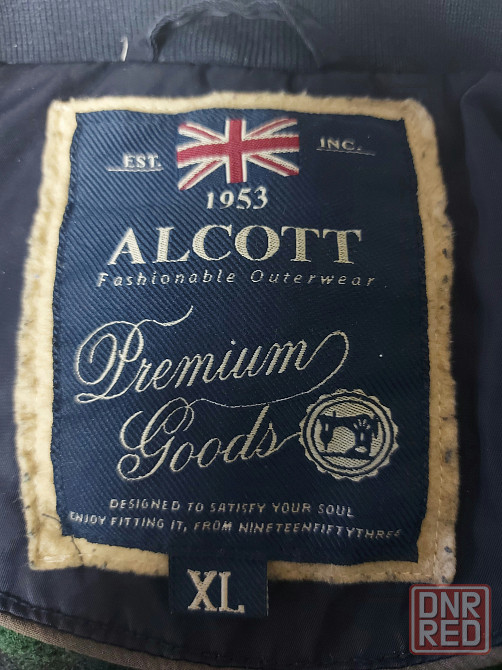 EST.
INC.
1953
ALCOTT
Fashionable Outerwear
Premium
Goods
DESIGNED TO SATISFY YOUR SOUL
ENJOY FITTING IT, FROM NINETEENFIFTYTHREE
XL
DNR
RED